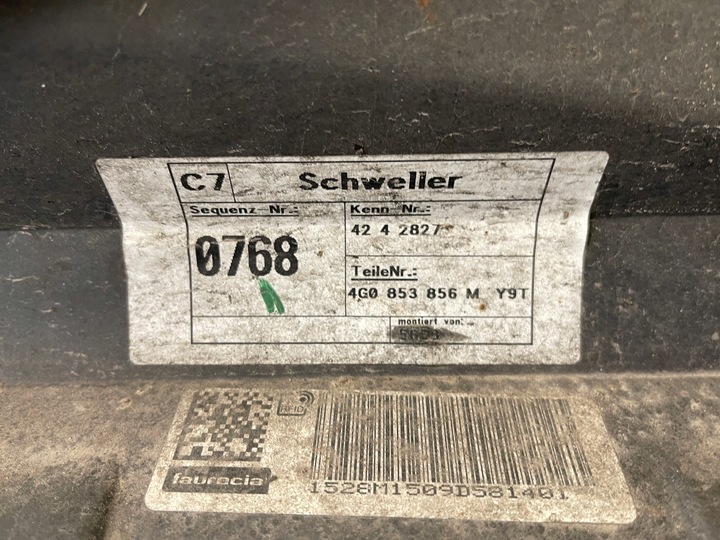 C7 Schweller
Sequenz-Nr.: Kenn-Nr.:
42 4 2827
0768
TeileNr.:
4G0 853 856 M Y9T
montiert von:
RFID
faurecia
1528M1509D581401